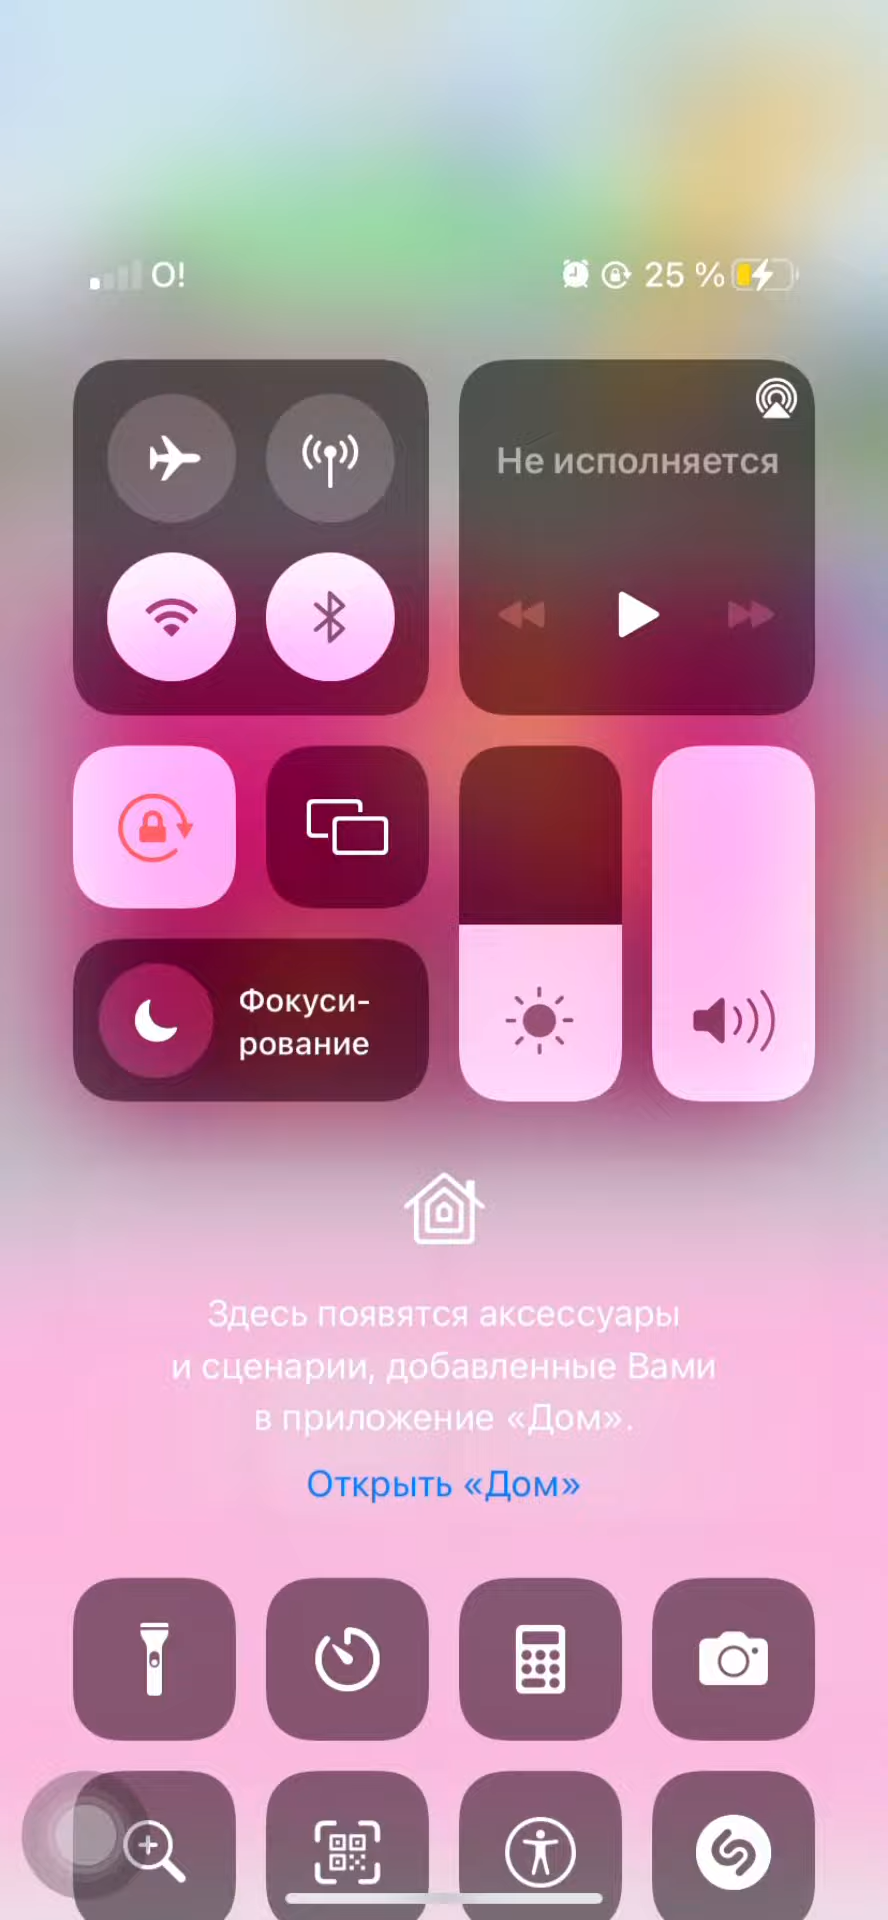 O!
25 %
Не исполняется
Фокуси-
рование
Здесь появятся аксессуары
и сценарии, добавленные Вами
в приложение «Дом».
Открыть «Дом»